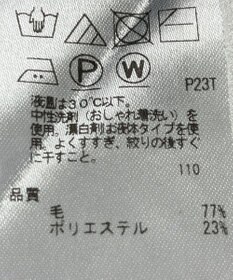 P W
P23T
液温は30℃以下。
中性洗剤（おしゃれ着洗い）を
使用。漂白剤は液体タイプを使
用。よくすすぎ、絞りの後すぐ
に干すこと。
110
品質
毛 77%
ポリエステル 23%